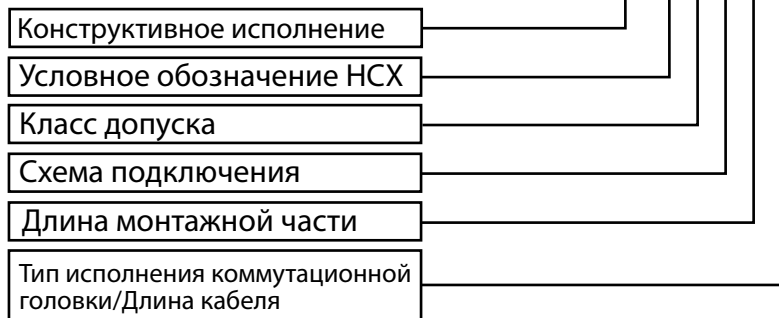 Конструктивное исполнение
Условное обозначение НСХ
Класс допуска
Схема подключения
Длина монтажной части
Тип исполнения коммутационной
головки/Длина кабеля